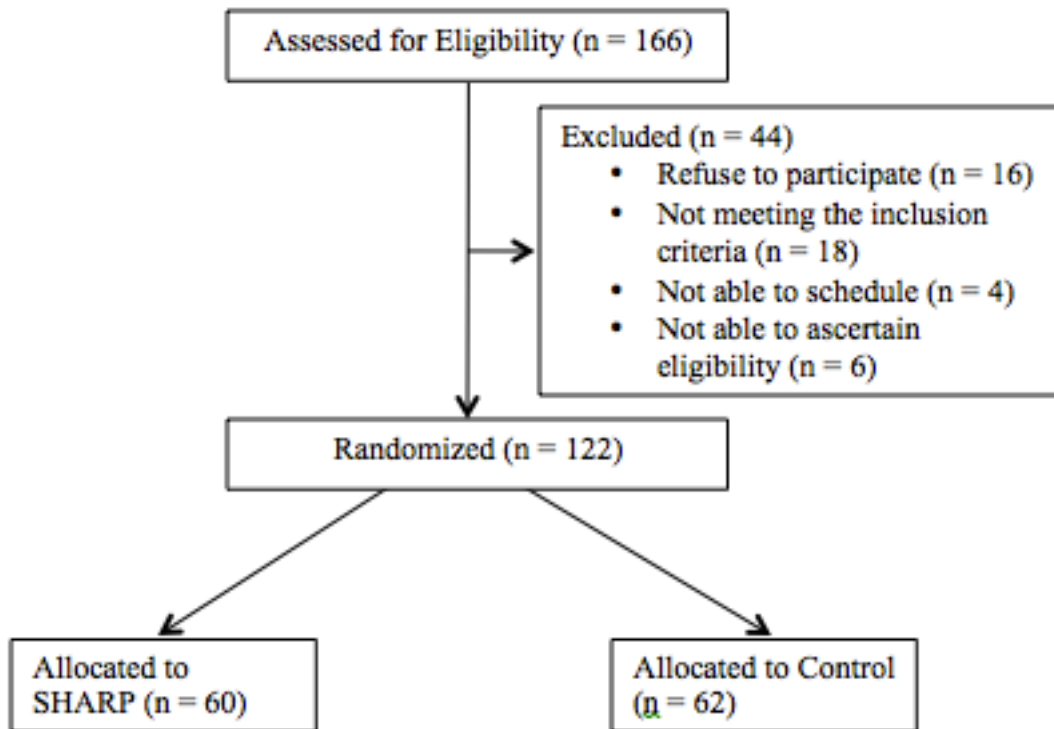 Assessed for Eligibility (n = 166)
Excluded (n = 44)
• Refuse to participate (n = 16)
• Not meeting the inclusion
criteria (n = 18)
• Not able to schedule (n = 4)
• Not able to ascertain
eligibility (n = 6)
Randomized (n = 122)
Allocated to
SHARP (n = 60)
Allocated to Control
(n = 62)